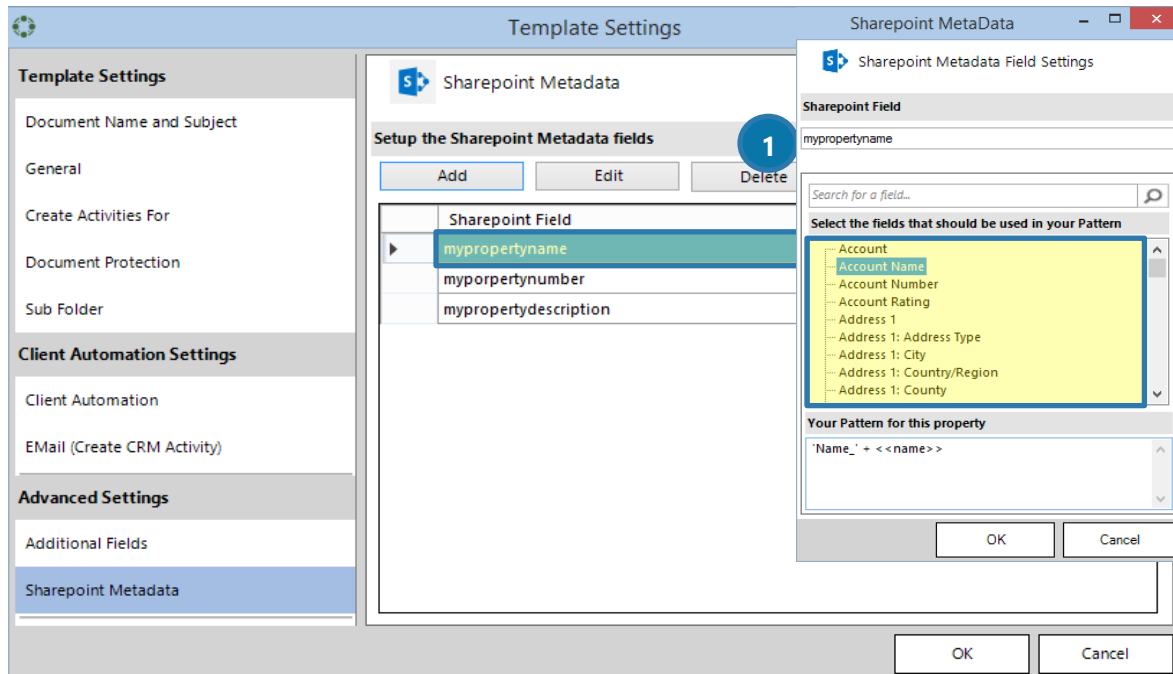 Template Settings
Template Settings
Document Name and Subject
General
Create Activities For
Document Protection
Sub Folder
Client Automation Settings
Client Automation
EMail (Create CRM Activity)
Advanced Settings
Additional Fields
Sharepoint Metadata
Sharepoint Metadata
Setup the Sharepoint Metadata fields
1
Add Edit Delete
Sharepoint Field
mypropertyname
myporpertynumber
mypropertydescription
OK Cancel
Sharepoint MetaData
S Sharepoint Metadata Field Settings
Sharepoint Field
mypropertyname
Search for a field...
Select the fields that should be used in your Pattern
Account
Account Name
Account Number
Account Rating
Address 1
Address 1: Address Type
Address 1: City
Address 1: Country/Region
Address 1: County
Your Pattern for this property
'Name_' + <<name>>
OK Cancel